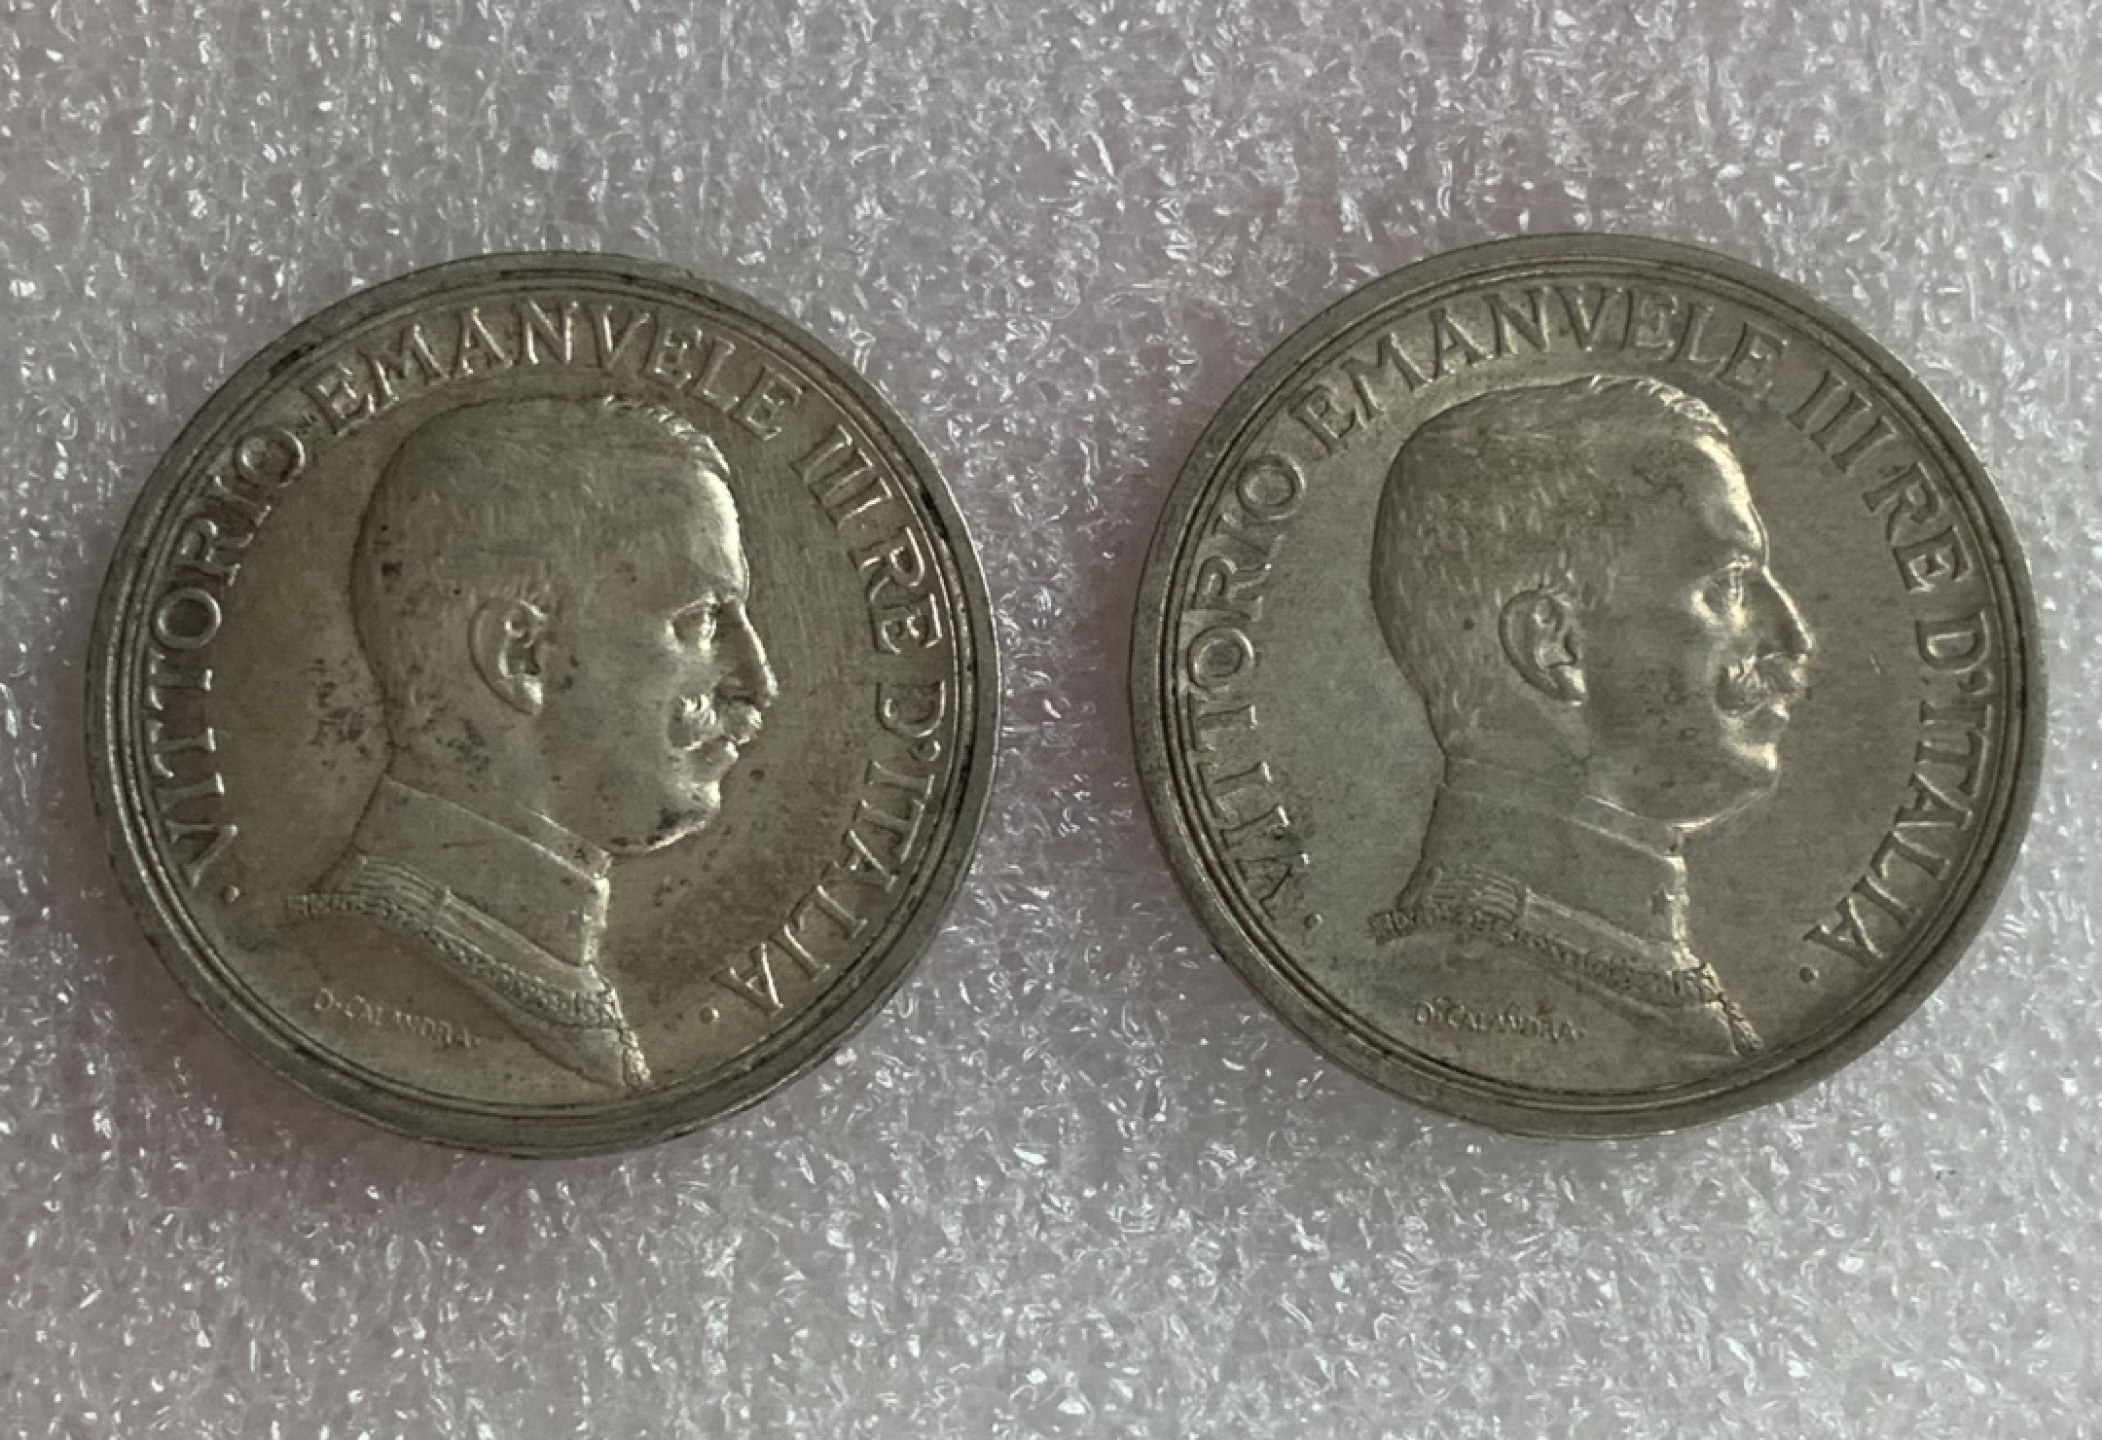 · VITTORIO · EMANVELE · III · RE · D'ITALIA ·
D· CALANDRA·
· VITTORIO EMANVELE III · RE D'ITALIA ·
D· CALANDRA·